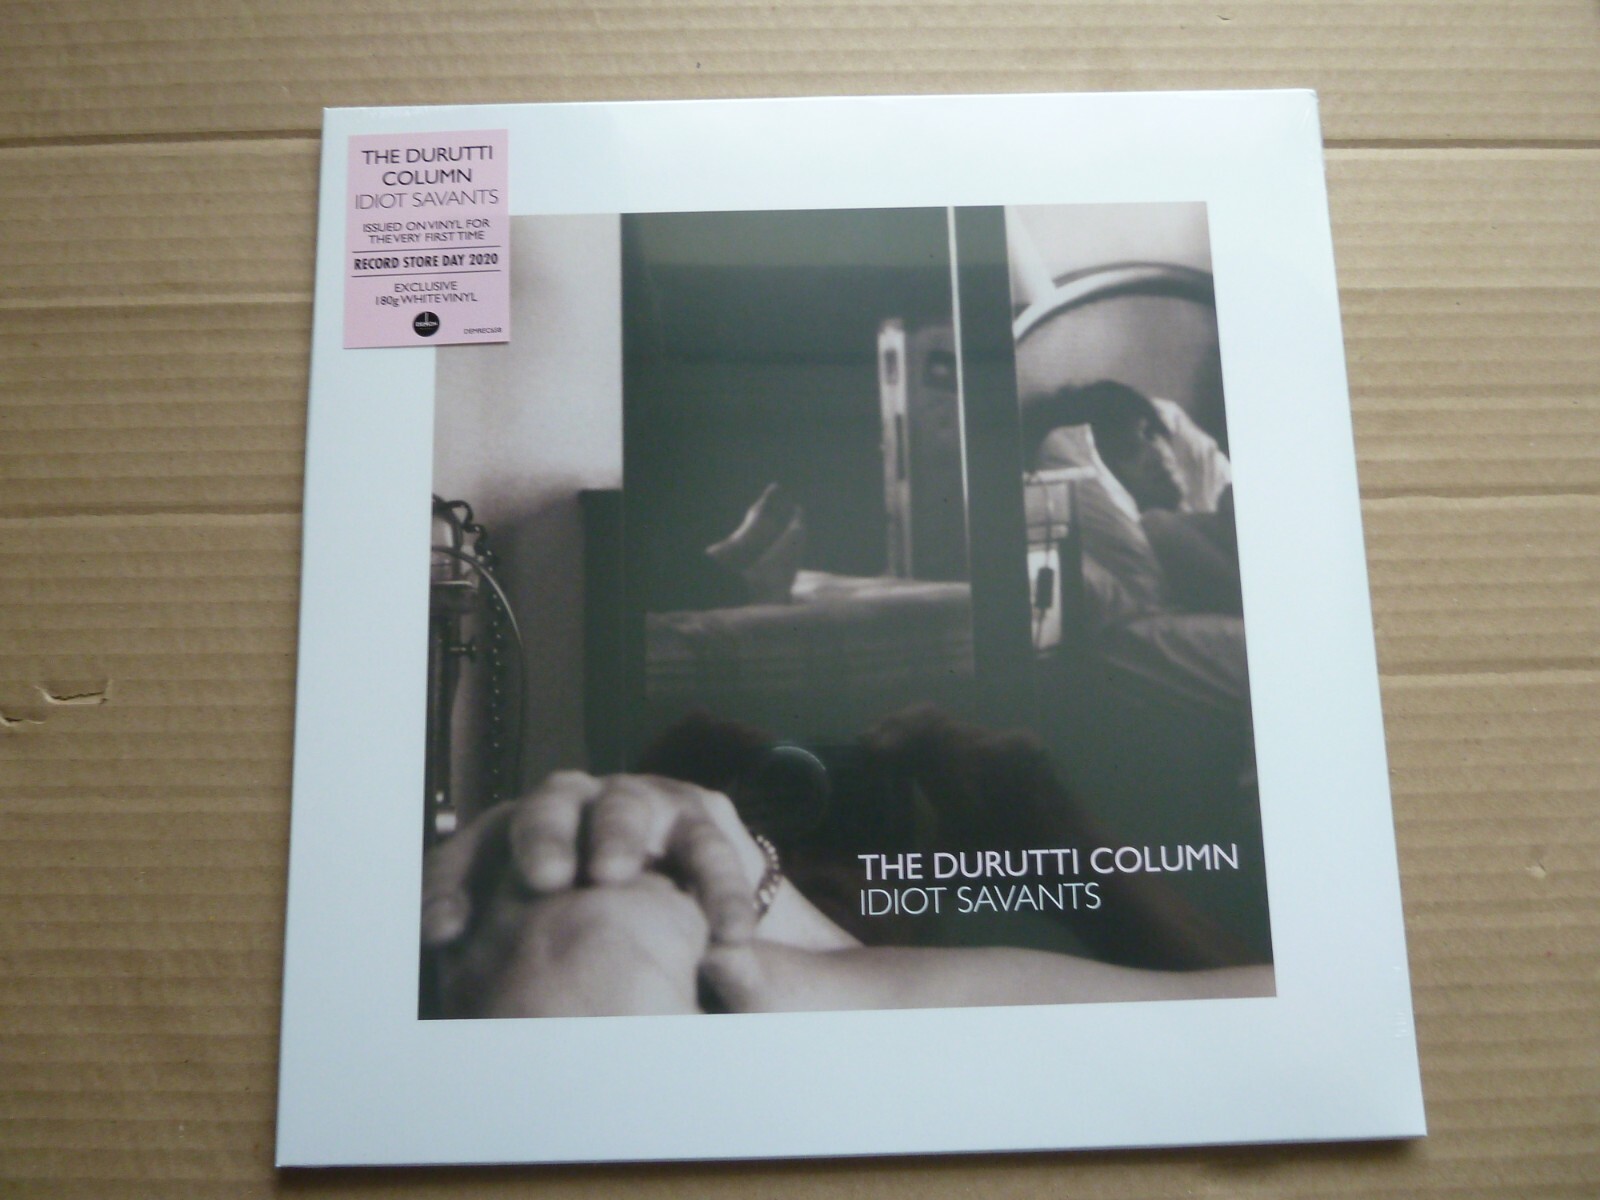 THE DURUTTI
COLUMN
IDIOT SAVANTS
ISSUED ON VINYL FOR
THE VERY FIRST TIME
RECORD STORE DAY 2020
EXCLUSIVE
180g WHITE VINYL
DEMON
THE DURUTTI COLUMN
IDIOT SAVANTS